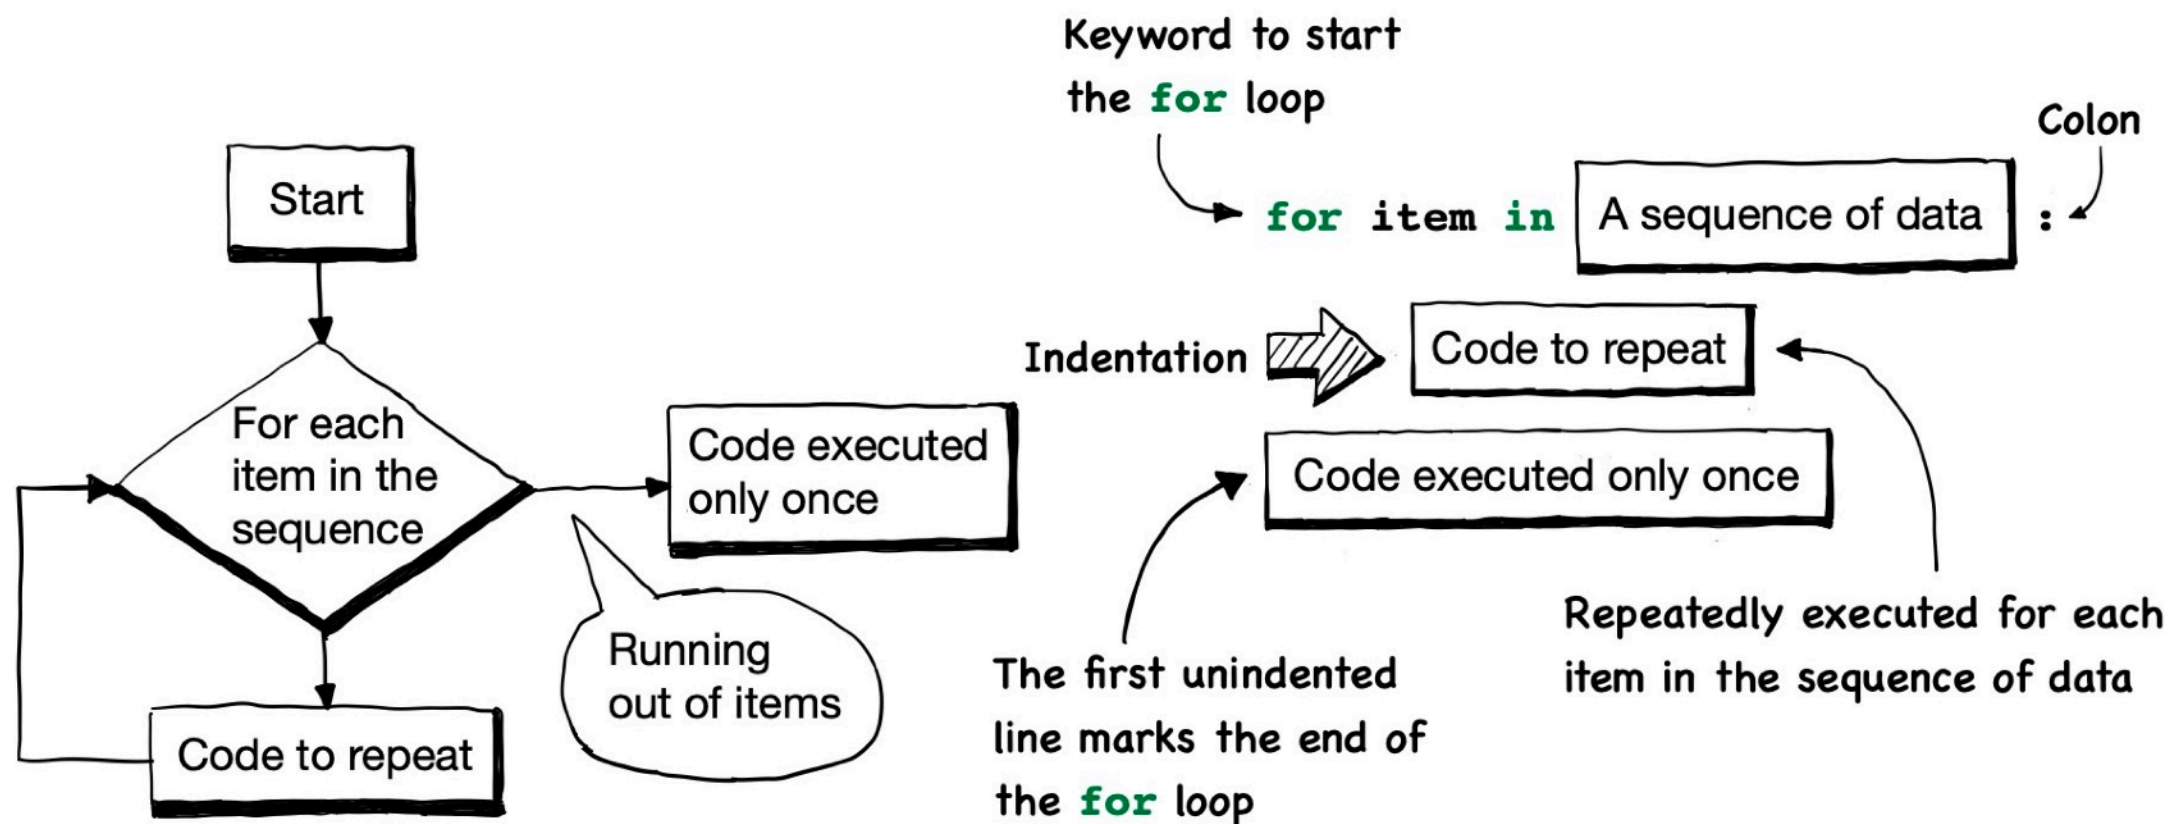 Start
For each
item in the
sequence
Code to repeat
Code executed
only once
Running
out of items
Keyword to start
the for loop
Colon
for item in A sequence of data :
Indentation
Code to repeat
Code executed only once
The first unindented
line marks the end of
the for loop
Repeatedly executed for each
item in the sequence of data